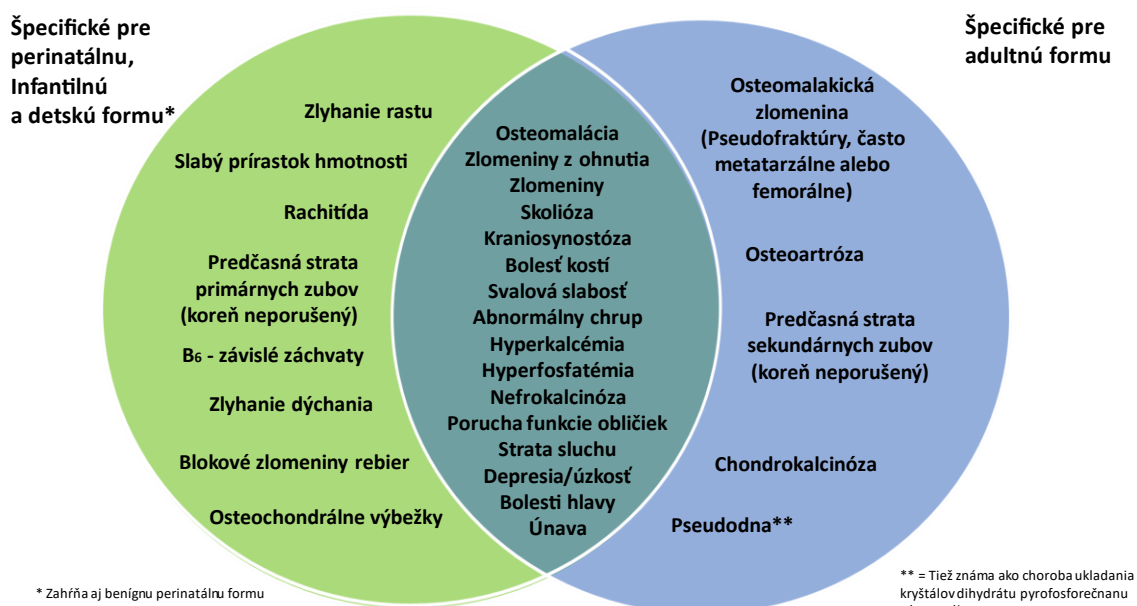 Špecifické pre
perinatálnu,
Infantilnú
a detskú formu*
Zlyhanie rastu
Slabý prírastok hmotnosti
Rachitída
Predčasná strata
primárnych zubov
(koreň neporušený)
B₆ - závislé záchvaty
Zlyhanie dýchania
Blokové zlomeniny rebier
Osteochondrálne výbežky
Osteomalácia
Zlomeniny z ohnutia
Zlomeniny
Skolióza
Kraniosynostóza
Bolesť kostí
Svalová slabosť
Abnormálny chrup
Hyperkalcémia
Hyperfosfatémia
Nefrokalcinóza
Porucha funkcie obličiek
Strata sluchu
Depresia/úzkosť
Bolesti hlavy
Únava
Špecifické pre
adultnú formu
Osteomalakická
zlomenina
(Pseudofraktúry, často
metatarzálne alebo
femorálne)
Osteoartróza
Predčasná strata
sekundárnych zubov
(koreň neporušený)
Chondrokalcinóza
Pseudodna**
* Zahŕňa aj benígnu perinatálnu formu
** = Tiež známa ako choroba ukladania
kryštálov dihydrátu pyrofosforečnanu